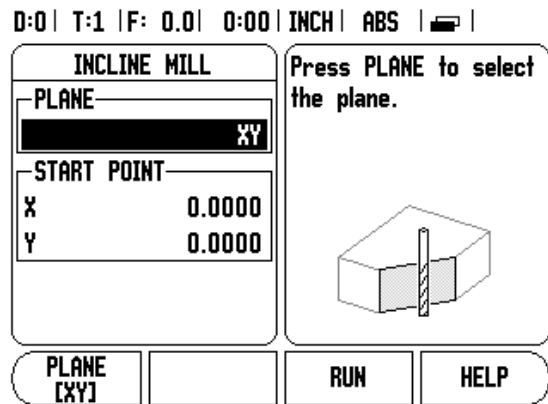 D:0 | T:1 | F: 0.0 | 0:00 | INCH | ABS | |
INCLINE MILL
PLANE
XY
START POINT
X 0.0000
Y 0.0000
Press PLANE to select
the plane.
PLANE
[XY]
RUN
HELP